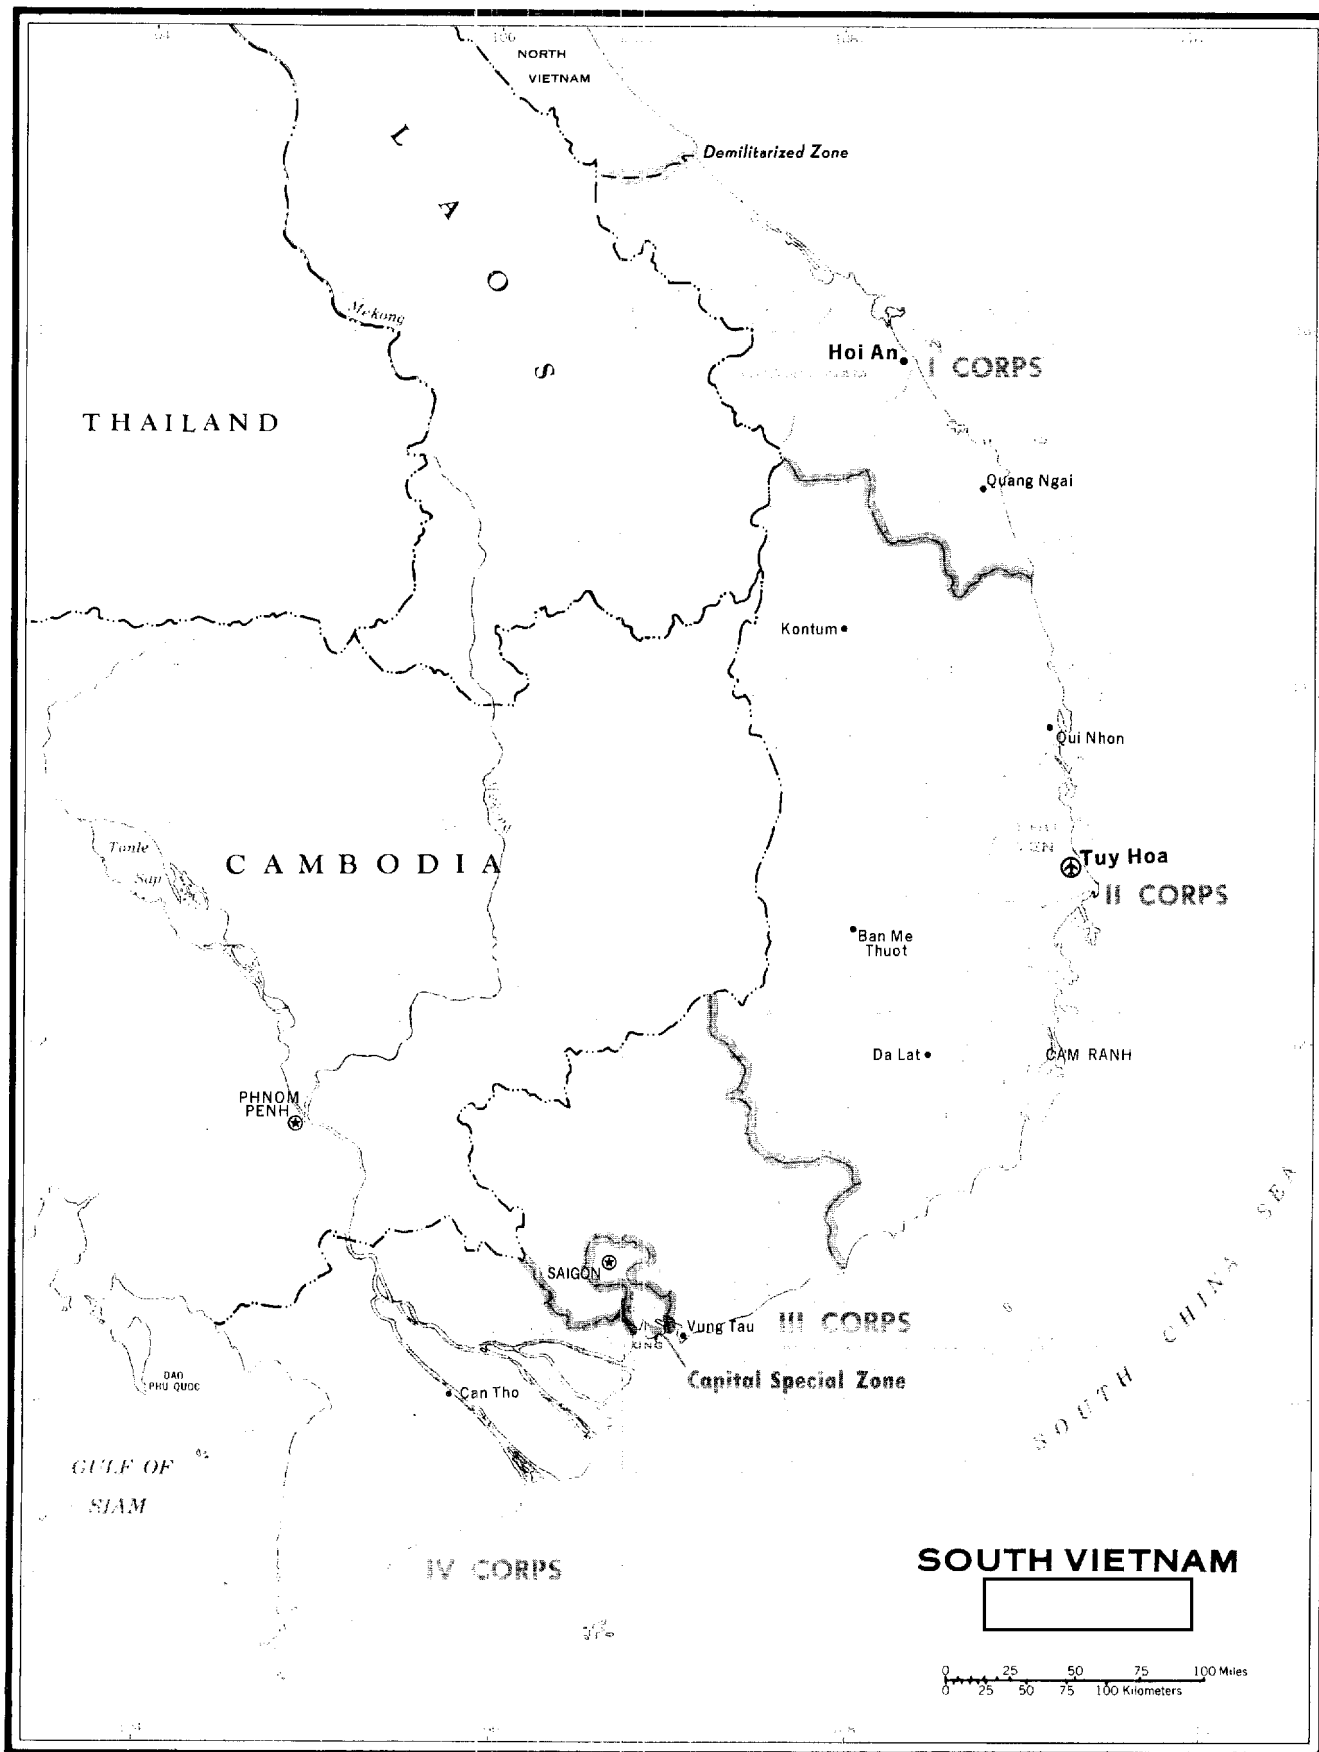 106
108
NORTH
VIETNAM
LAOS
Demilitarized Zone
Mekong
Hoi An
I CORPS
THAILAND
Quang Ngai
Kontum
Qui Nhon
Tonle
Sap
CAMBODIA
Tuy Hoa
II CORPS
Ban Me
Thuot
Da Lat
CAM RANH
PHNOM
PENH
SAIGON
Vung Tau
III CORPS
SOUTH CHINA SEA
DAO
PHU QUOC
Capital Special Zone
Can Tho
GULF OF
SIAM
IV CORPS
SOUTH VIETNAM
0 25 50 75 100 Miles
0 25 50 75 100 Kilometers